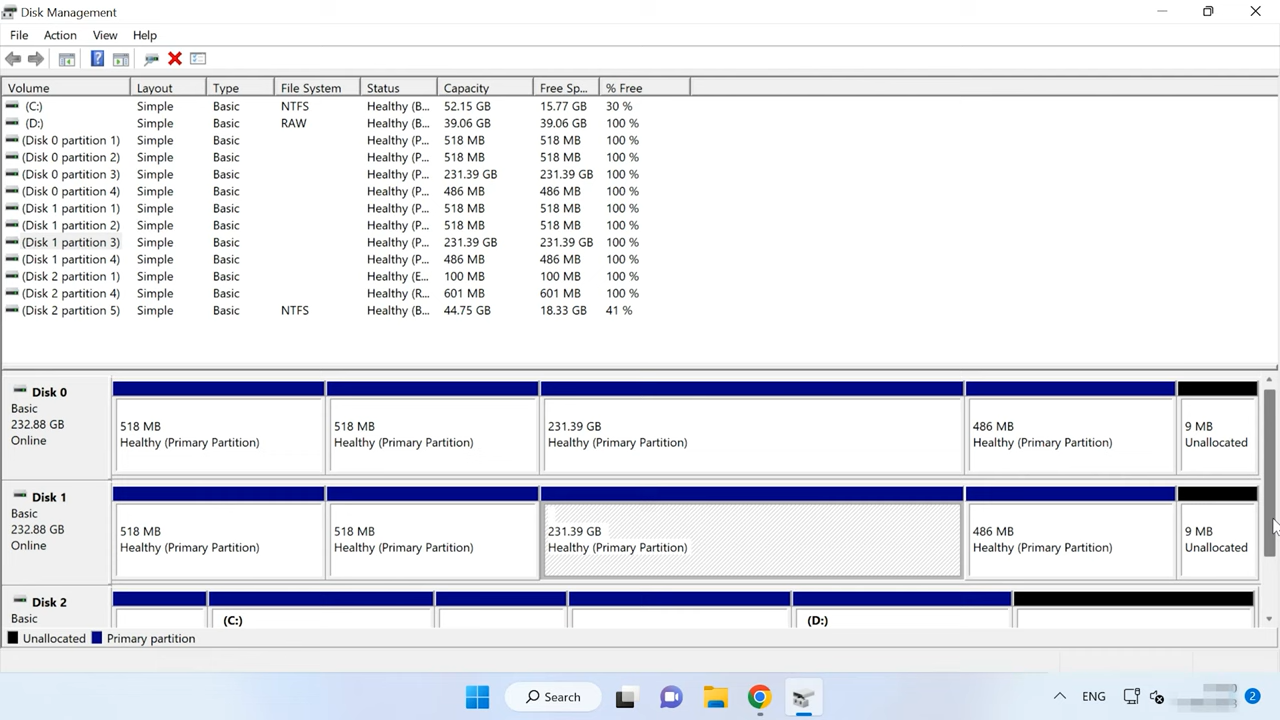 Disk Management
File Action View Help
Volume Layout Type File System Status Capacity Free Sp... % Free
(C:) Simple Basic NTFS Healthy (B... 52.15 GB 15.77 GB 30 %
(D:) Simple Basic RAW Healthy (B... 39.06 GB 39.06 GB 100 %
(Disk 0 partition 1) Simple Basic Healthy (P... 518 MB 518 MB 100 %
(Disk 0 partition 2) Simple Basic Healthy (P... 518 MB 518 MB 100 %
(Disk 0 partition 3) Simple Basic Healthy (P... 231.39 GB 231.39 GB 100 %
(Disk 0 partition 4) Simple Basic Healthy (P... 486 MB 486 MB 100 %
(Disk 1 partition 1) Simple Basic Healthy (P... 518 MB 518 MB 100 %
(Disk 1 partition 2) Simple Basic Healthy (P... 518 MB 518 MB 100 %
(Disk 1 partition 3) Simple Basic Healthy (P... 231.39 GB 231.39 GB 100 %
(Disk 1 partition 4) Simple Basic Healthy (P... 486 MB 486 MB 100 %
(Disk 2 partition 1) Simple Basic Healthy (E... 100 MB 100 MB 100 %
(Disk 2 partition 4) Simple Basic Healthy (R... 601 MB 601 MB 100 %
(Disk 2 partition 5) Simple Basic NTFS Healthy (B... 44.75 GB 18.33 GB 41 %
Disk 0
Basic
232.88 GB
Online
518 MB
Healthy (Primary Partition)
518 MB
Healthy (Primary Partition)
231.39 GB
Healthy (Primary Partition)
486 MB
Healthy (Primary Partition)
9 MB
Unallocated
Disk 1
Basic
232.88 GB
Online
518 MB
Healthy (Primary Partition)
518 MB
Healthy (Primary Partition)
231.39 GB
Healthy (Primary Partition)
486 MB
Healthy (Primary Partition)
9 MB
Unallocated
Disk 2
Basic
(C:)
(D:)
Unallocated Primary partition
Search
ENG
2